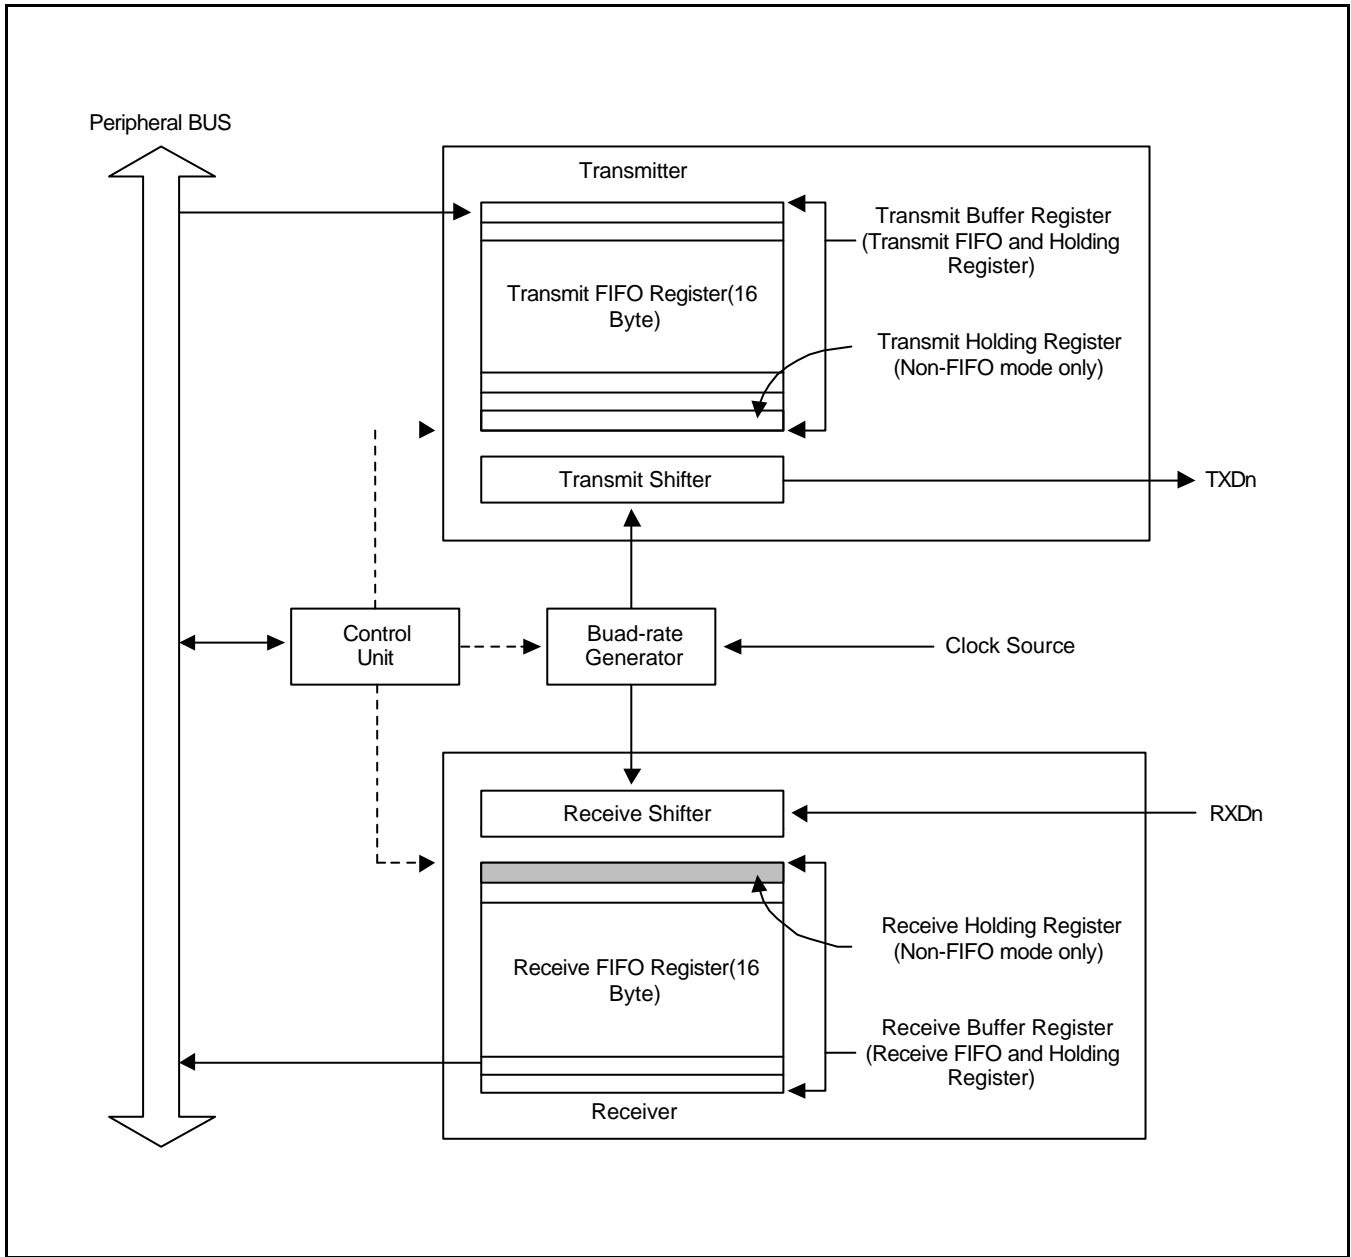 Peripheral BUS
Transmitter
Transmit Buffer Register
(Transmit FIFO and Holding
Register)
Transmit FIFO Register(16
Byte)
Transmit Holding Register
(Non-FIFO mode only)
Transmit Shifter
TXDn
Control
Unit
Buad-rate
Generator
Clock Source
Receive Shifter
RXDn
Receive Holding Register
(Non-FIFO mode only)
Receive FIFO Register(16
Byte)
Receive Buffer Register
(Receive FIFO and Holding
Register)
Receiver